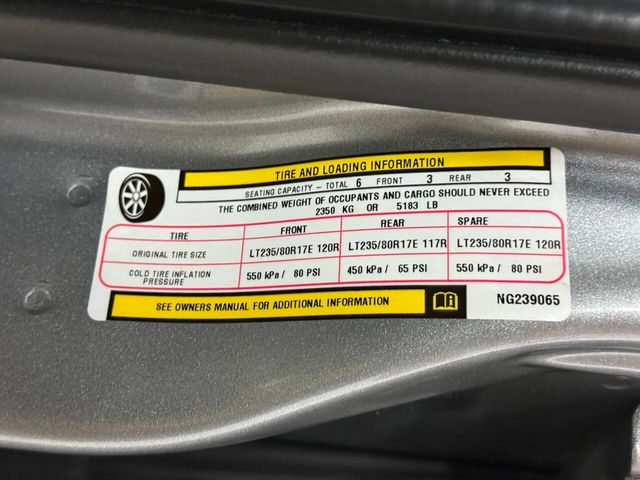 TIRE AND LOADING INFORMATION
SEATING CAPACITY - TOTAL 6 FRONT 3 REAR 3
THE COMBINED WEIGHT OF OCCUPANTS AND CARGO SHOULD NEVER EXCEED
2350 KG OR 5183 LB
TIRE FRONT REAR SPARE
ORIGINAL TIRE SIZE LT235/80R17E 120R LT235/80R17E 117R LT235/80R17E 120R
COLD TIRE INFLATION PRESSURE 550 kPa / 80 PSI 450 kPa / 65 PSI 550 kPa / 80 PSI
SEE OWNERS MANUAL FOR ADDITIONAL INFORMATION NG239065